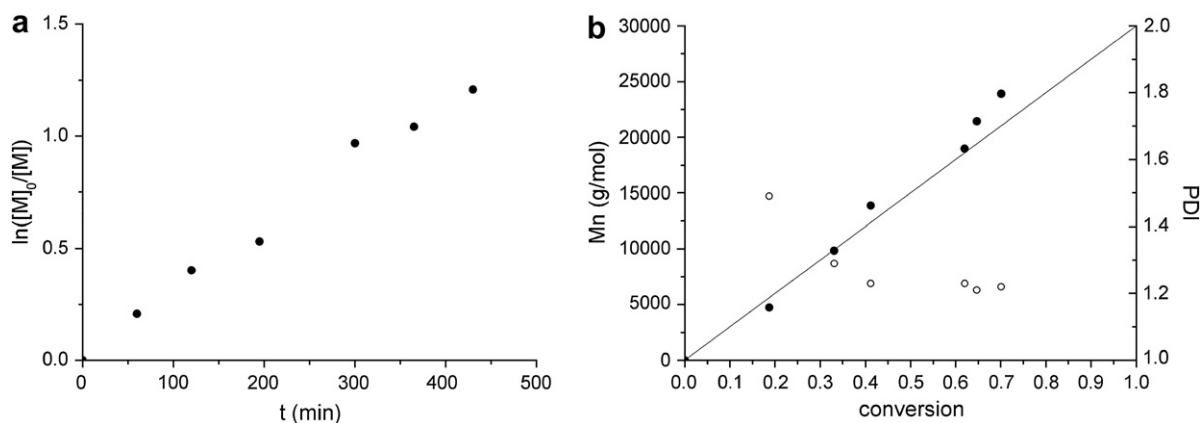 a
1.5
1.0
0.5
0.0
ln([M]₀/[M])
0 100 200 300 400 500
t (min)
b
30000
25000
20000
15000
10000
5000
0
Mn (g/mol)
2.0
1.8
1.6
1.4
1.2
1.0
PDI
0.0 0.1 0.2 0.3 0.4 0.5 0.6 0.7 0.8 0.9 1.0
conversion